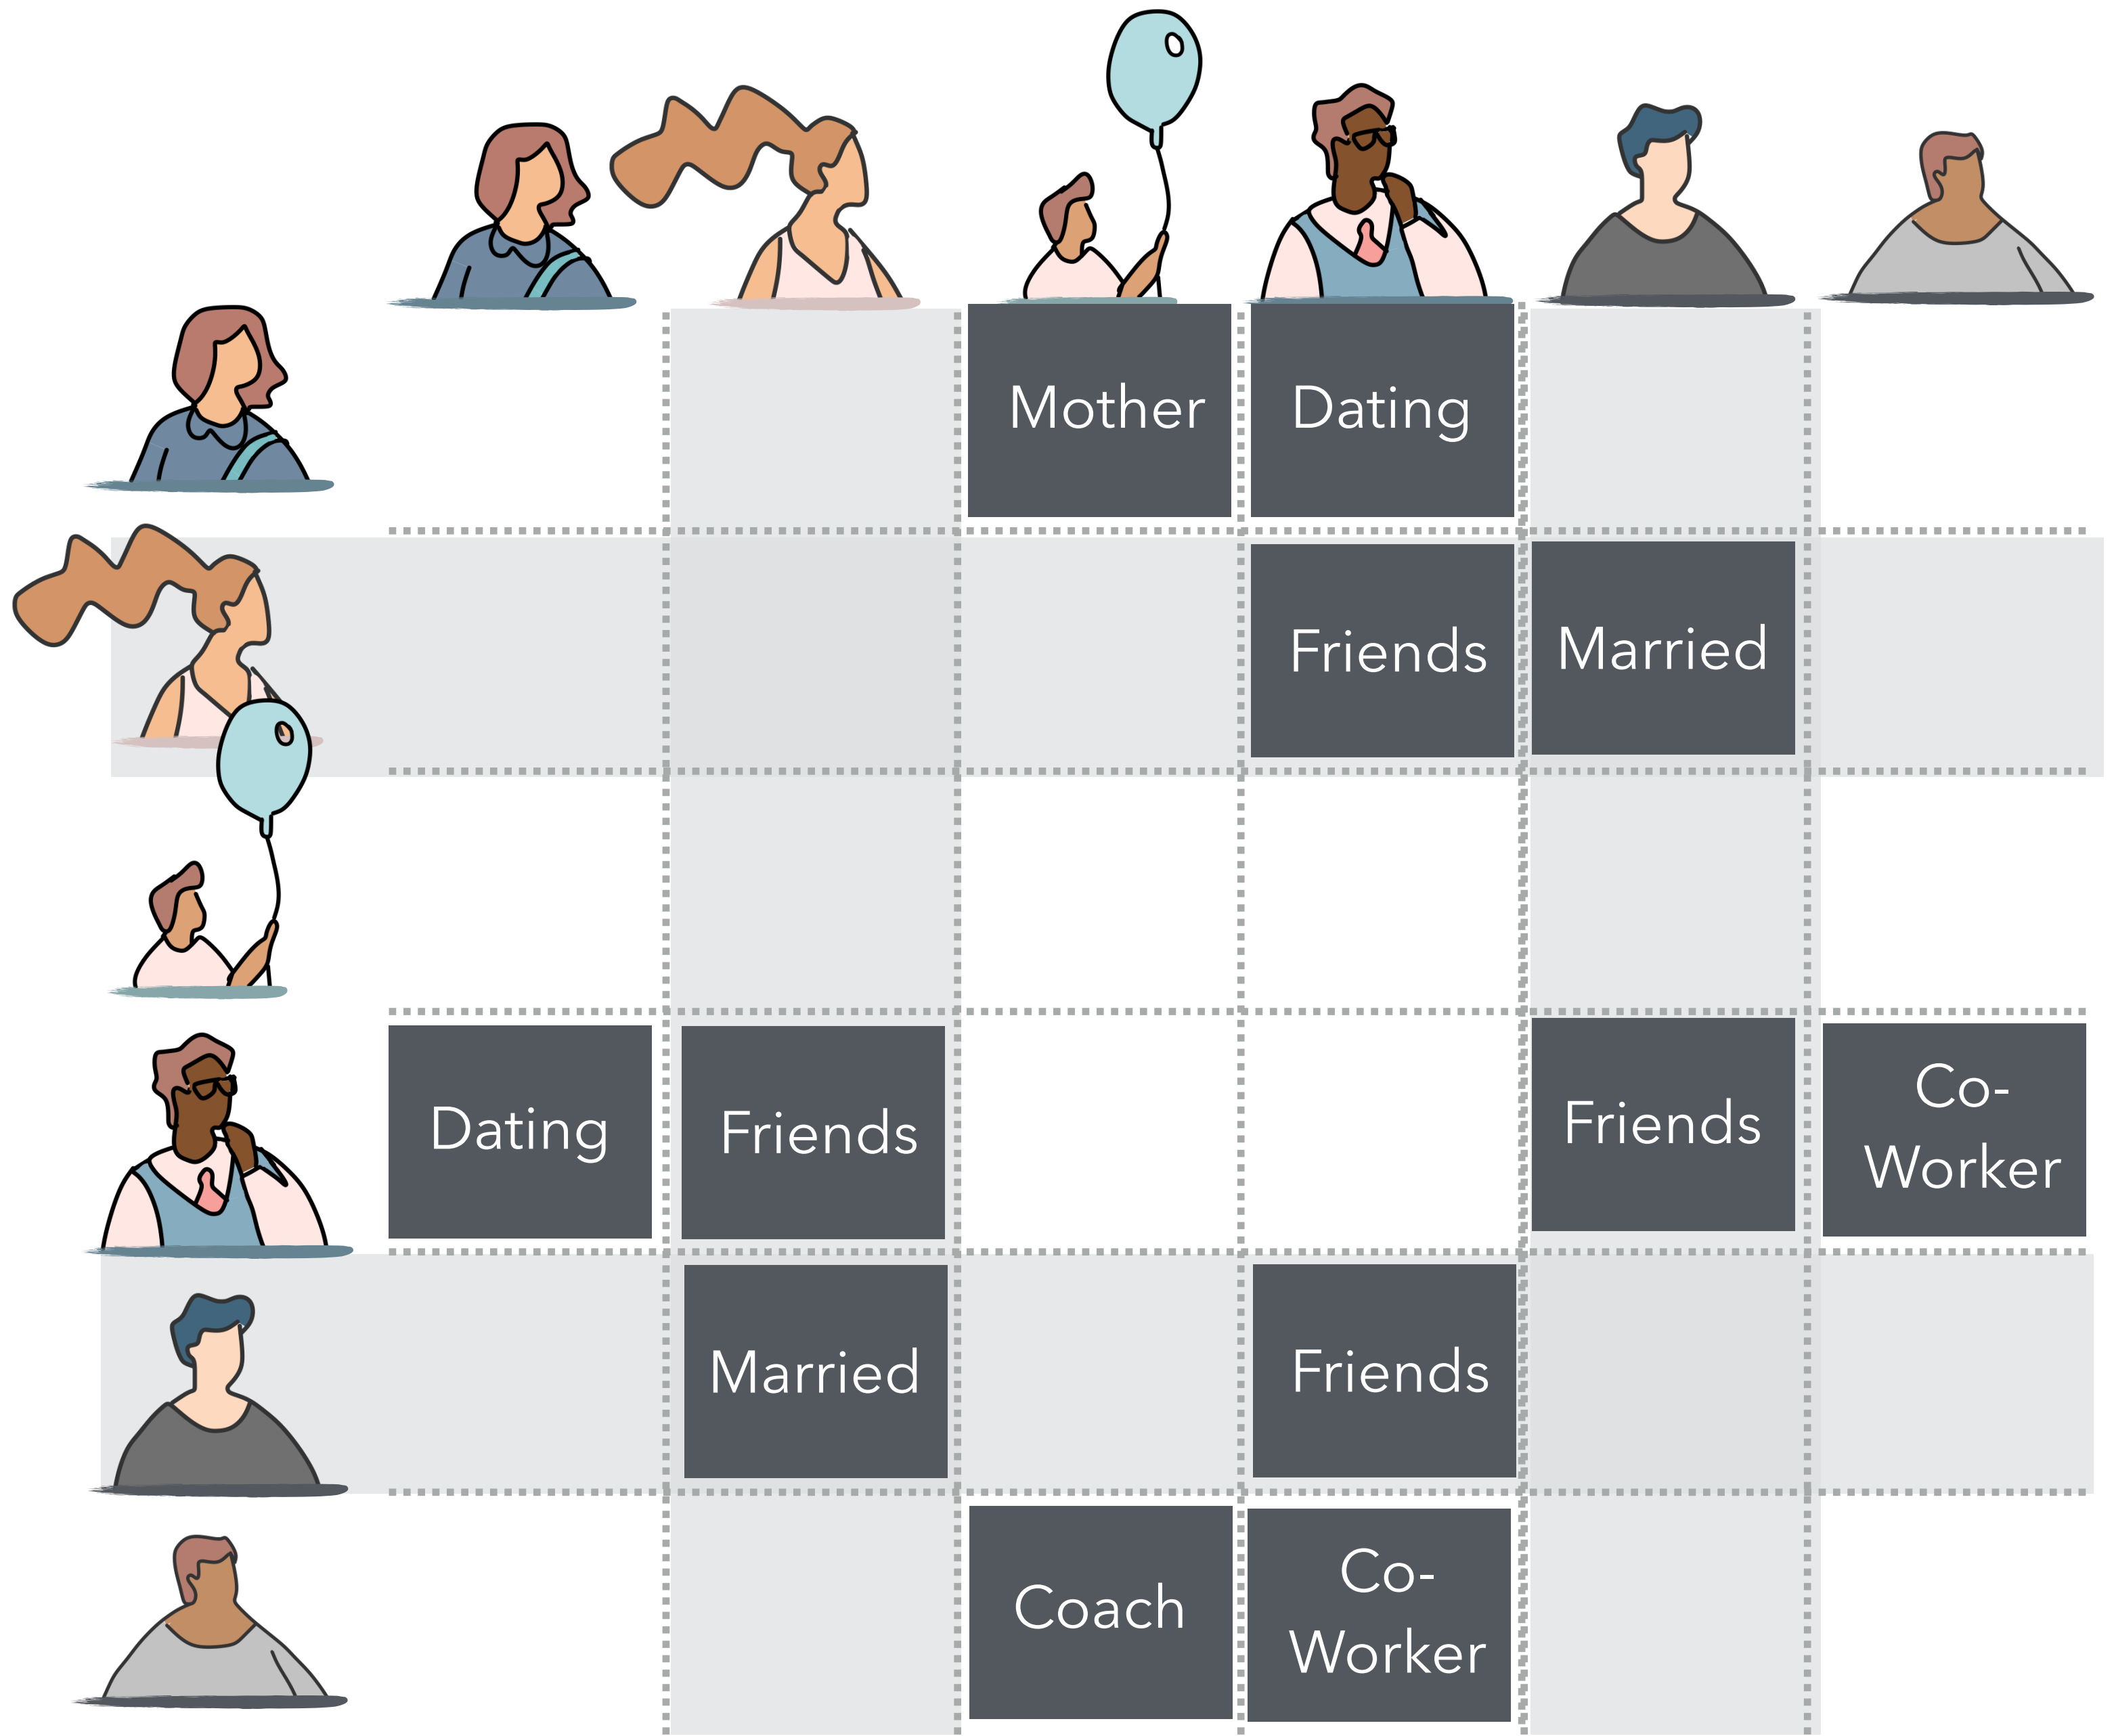 Mother
Dating
Friends
Married
Dating
Friends
Friends
Co-
Worker
Married
Friends
Coach
Co-
Worker